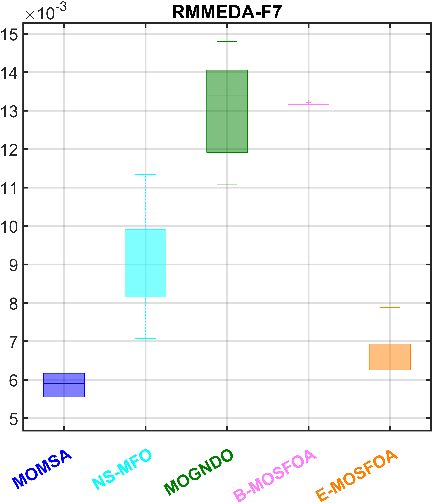 ×10-3
RMMEDA-F7
15
14
13
12
11
10
9
8
7
6
5
MOMSA
NS-MFO
MOGNDO
B-MOSFOA
E-MOSFOA